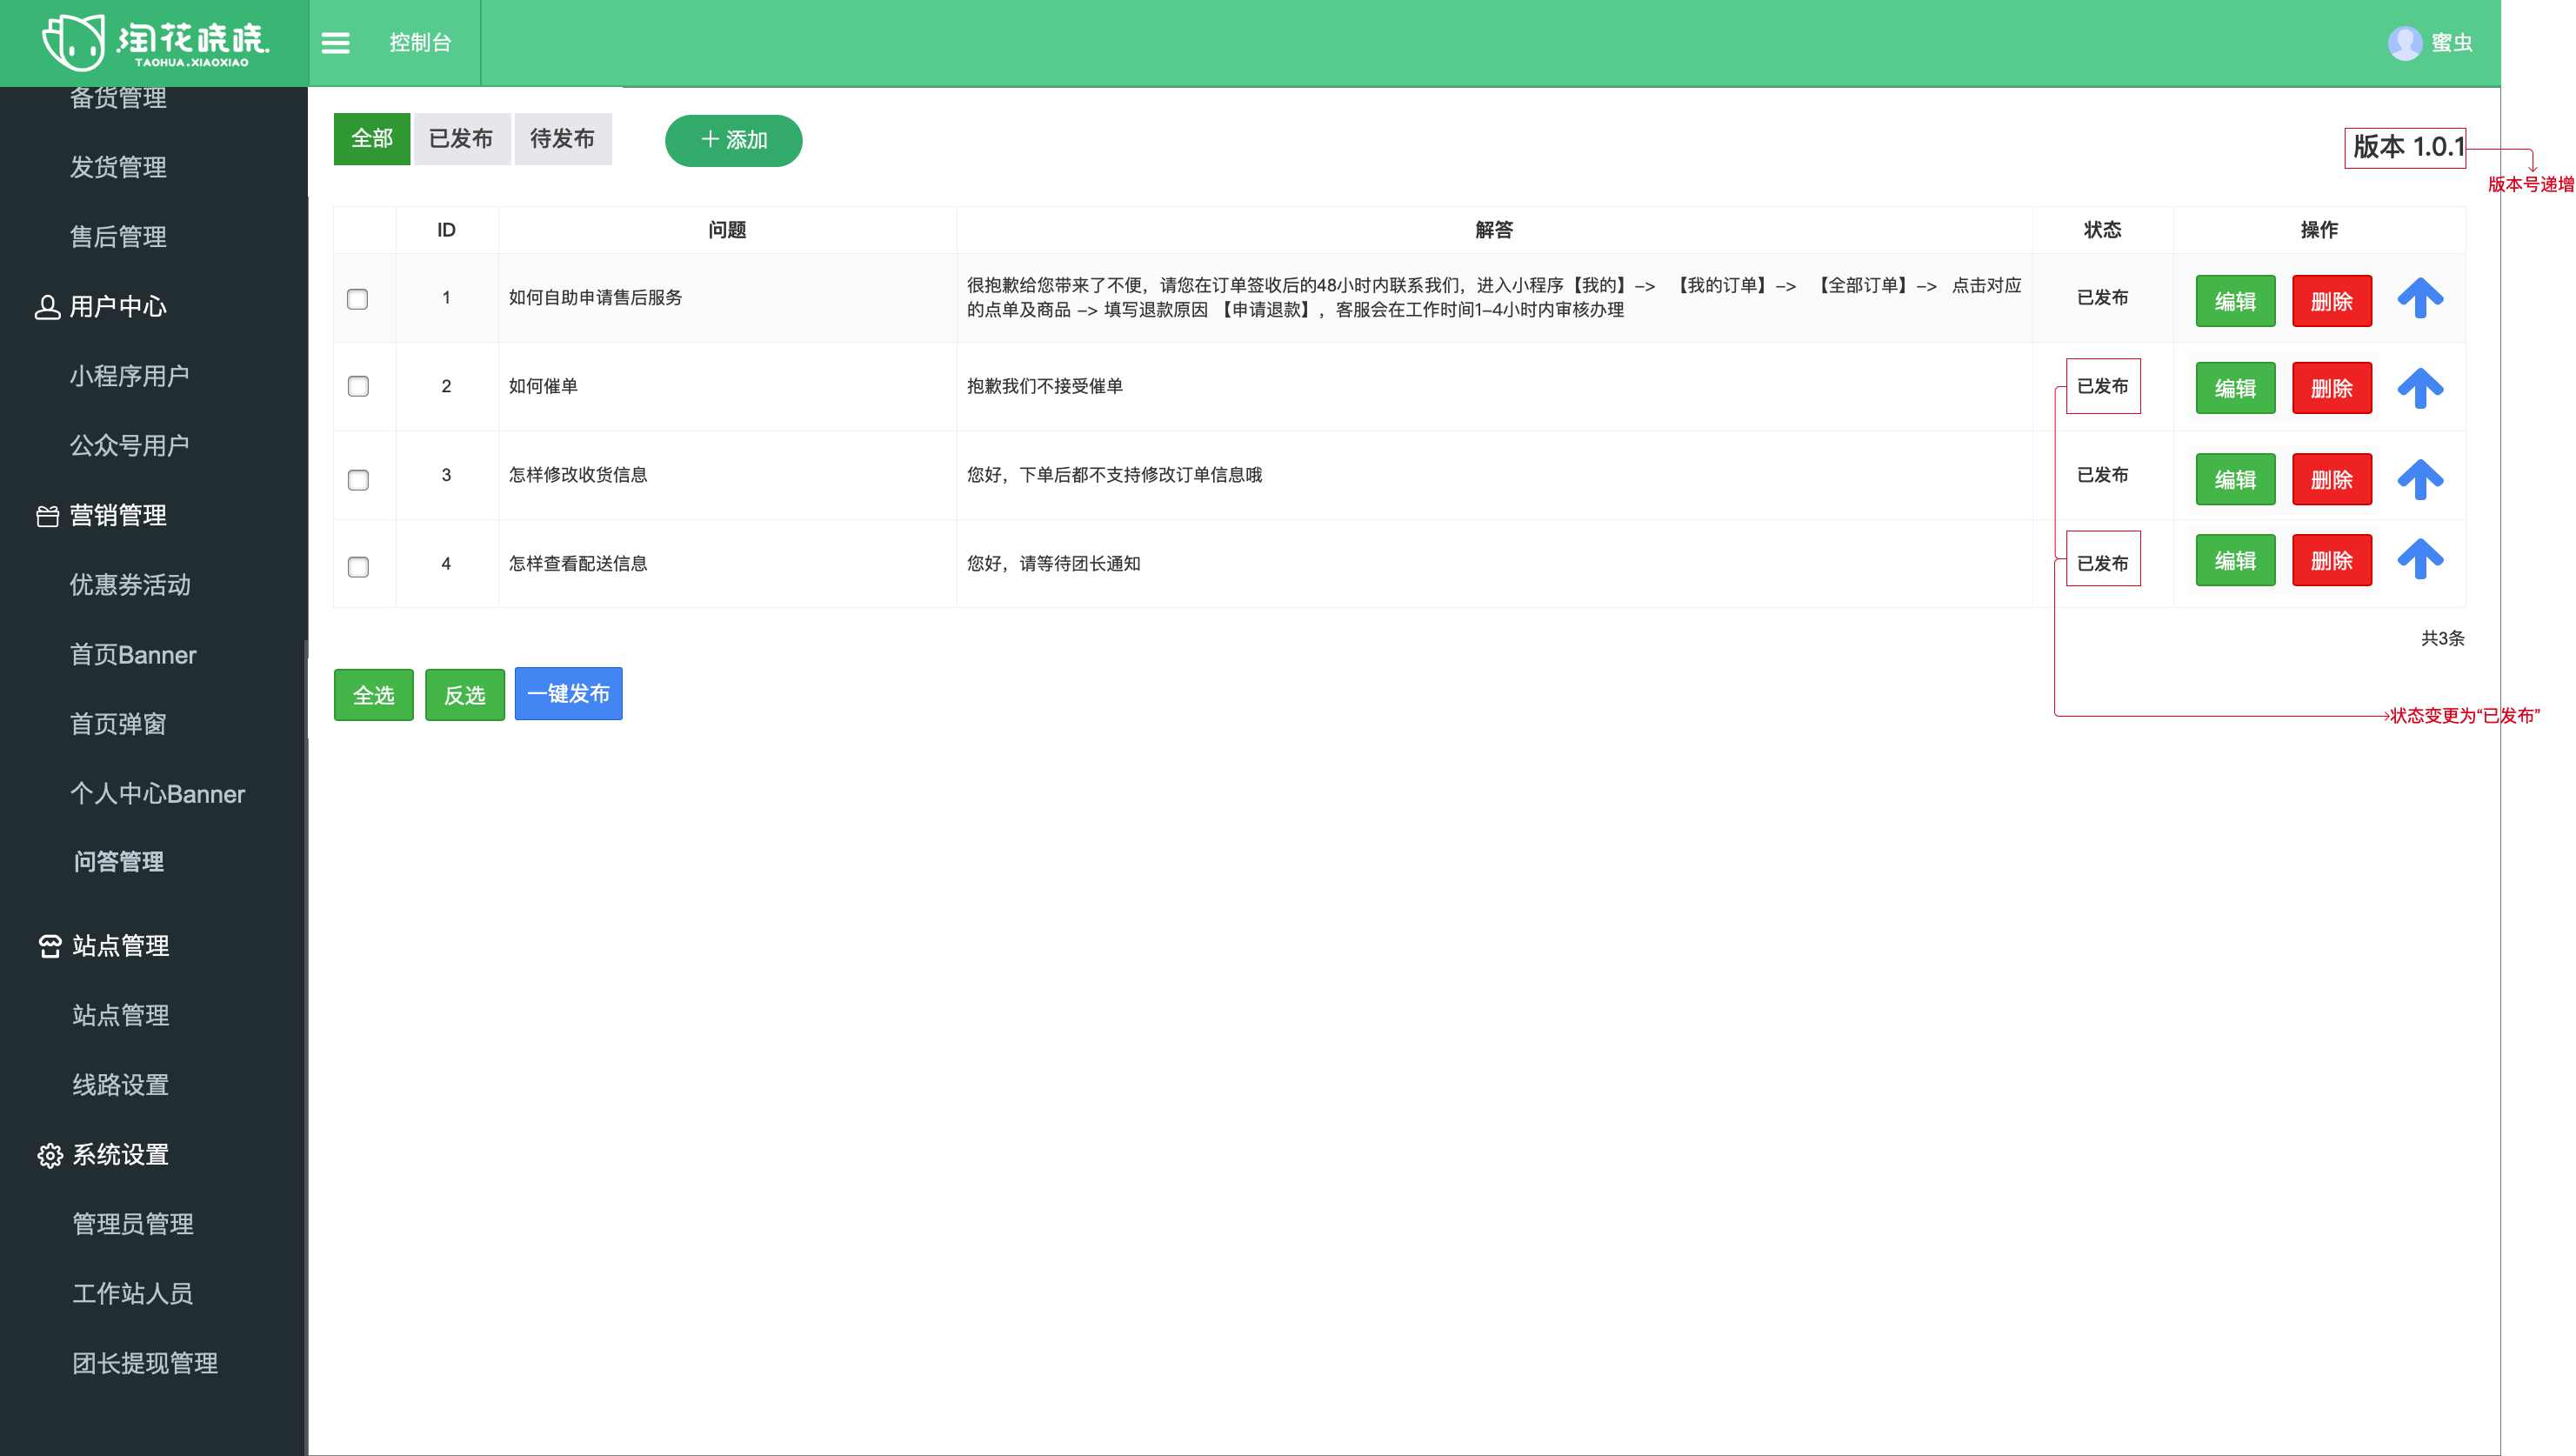 淘花晓晓.
TAOHUA.XIAOXIAO
控制台
蜜虫
备货管理
发货管理
售后管理
用户中心
小程序用户
公众号用户
营销管理
优惠券活动
首页Banner
首页弹窗
个人中心Banner
问答管理
站点管理
站点管理
线路设置
系统设置
管理员管理
工作站人员
团长提现管理
全部 已发布 待发布 十 添加
版本 1.0.1
版本号递增
ID 问题 解答 状态 操作
1 如何自助申请售后服务 很抱歉给您带来了不便，请您在订单签收后的48小时内联系我们，进入小程序【我的】–> 【我的订单】–> 【全部订单】–> 点击对应
的点单及商品 –> 填写退款原因 【申请退款】，客服会在工作时间1–4小时内审核办理 已发布 编辑 删除
2 如何催单 抱歉我们不接受催单 已发布 编辑 删除
3 怎样修改收货信息 您好，下单后都不支持修改订单信息哦 已发布 编辑 删除
4 怎样查看配送信息 您好，请等待团长通知 已发布 编辑 删除
共3条
全选 反选 一键发布
状态变更为“已发布”